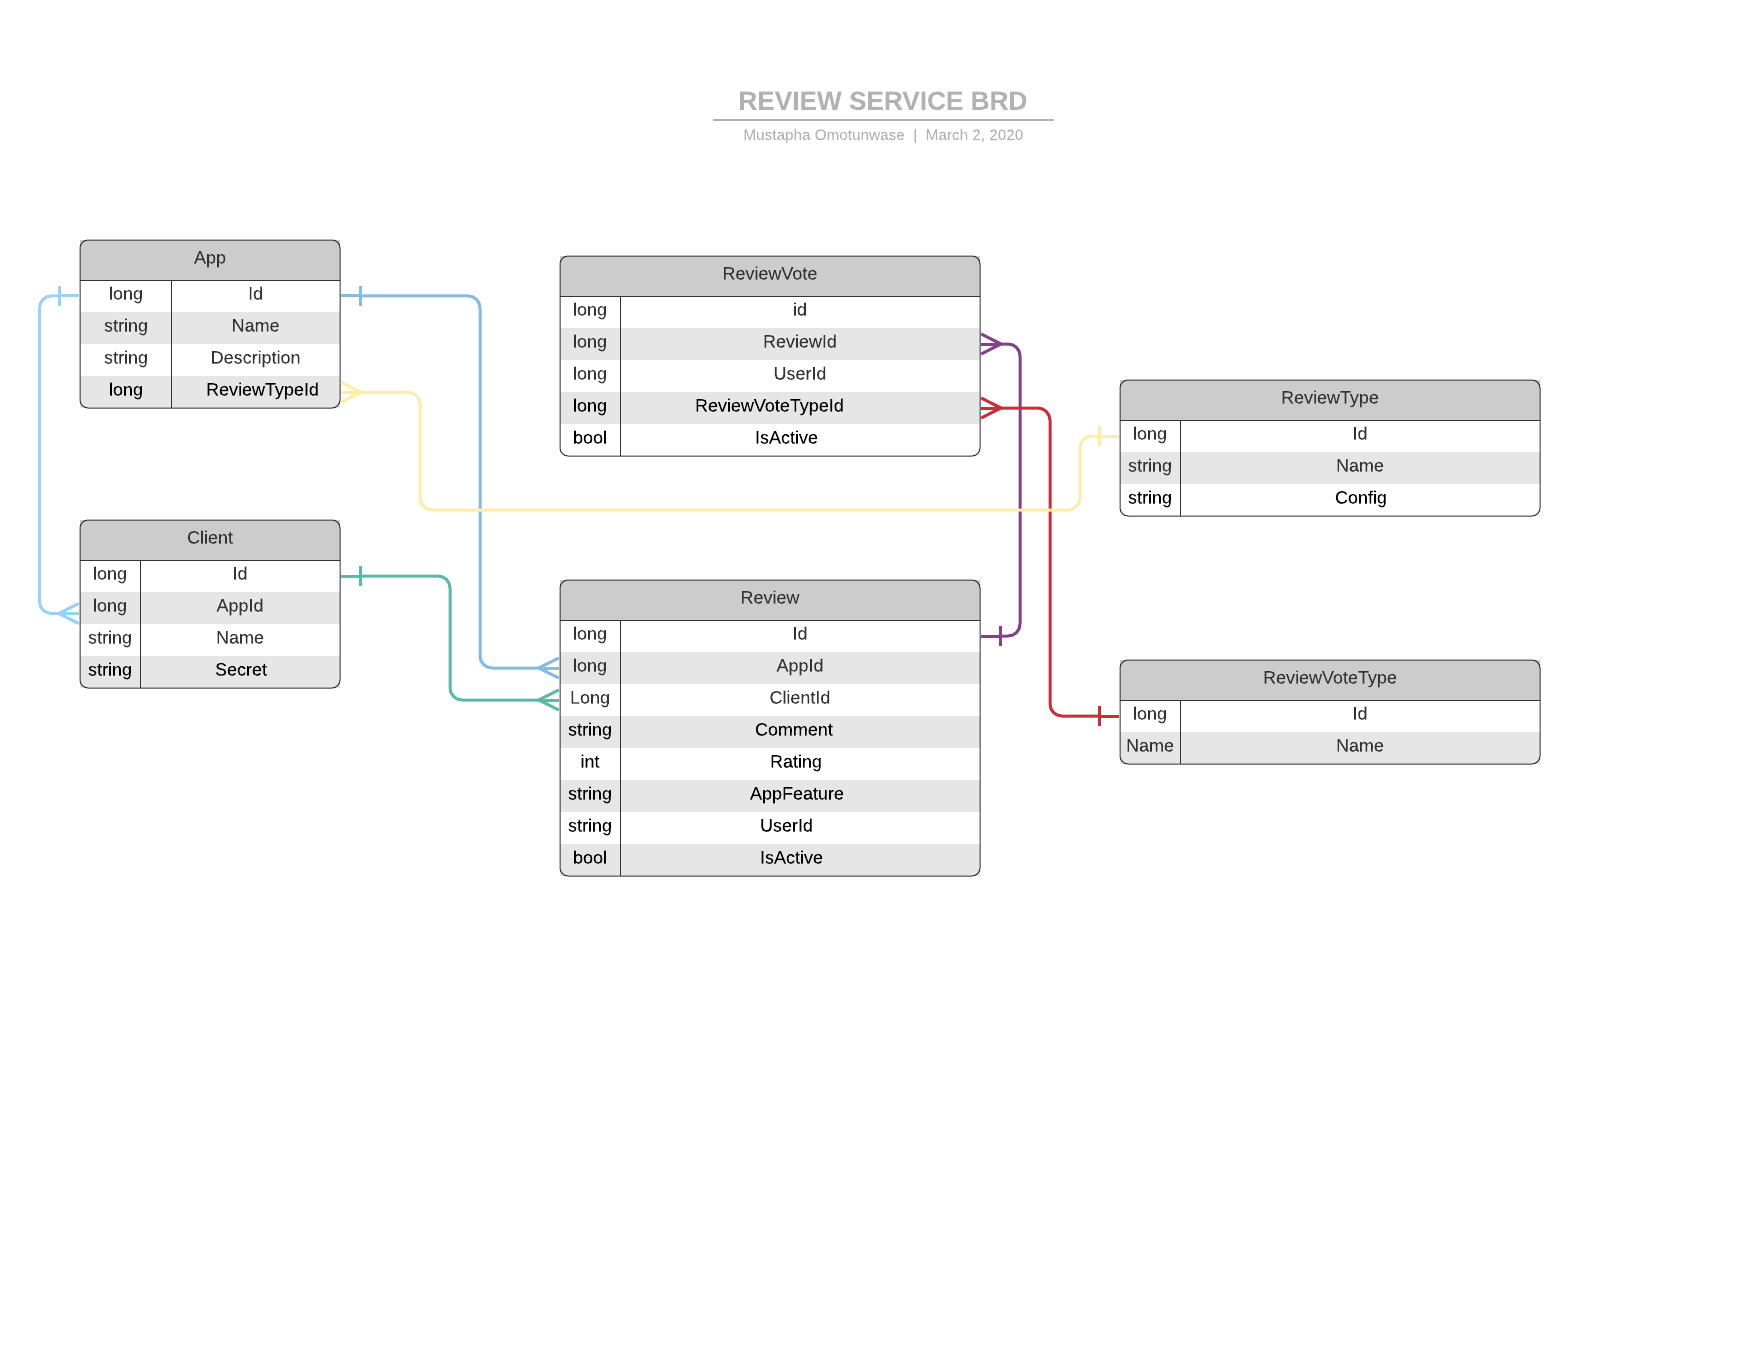 REVIEW SERVICE BRD
Mustapha Omotunwase | March 2, 2020
App
long Id
string Name
string Description
long ReviewTypeId
Client
long Id
long AppId
string Name
string Secret
ReviewVote
long id
long ReviewId
long UserId
long ReviewVoteTypeId
bool IsActive
Review
long Id
long AppId
Long ClientId
string Comment
int Rating
string AppFeature
string UserId
bool IsActive
ReviewType
long Id
string Name
string Config
ReviewVoteType
long Id
Name Name